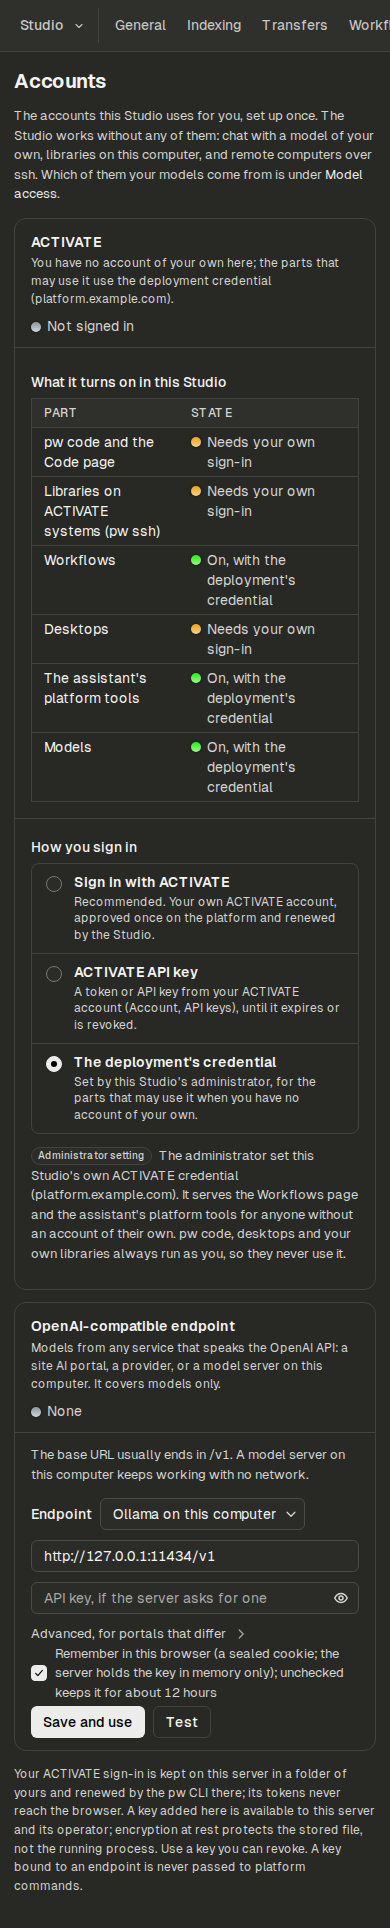 Studio
General
Indexing
Transfers
Accounts
The accounts this Studio uses for you, set up once. The
Studio works without any of them: chat with a model of your
own, libraries on this computer, and remote computers over
ssh. Which of them your models come from is under Model
access.
ACTIVATE
You have no account of your own here; the parts that
may use it use the deployment credential
(platform.example.com).
Not signed in
What it turns on in this Studio
PART
STATE
pw code and the
Code page
Needs your own
sign-in
Libraries on
ACTIVATE
systems (pw ssh)
Needs your own
sign-in
Workflows
On, with the
deployment's
credential
Desktops
Needs your own
sign-in
The assistant's
platform tools
On, with the
deployment's
credential
Models
On, with the
deployment's
credential
How you sign in
Sign in with ACTIVATE
Recommended. Your own ACTIVATE account,
approved once on the platform and renewed
by the Studio.
ACTIVATE API key
A token or API key from your ACTIVATE
account (Account, API keys), until it expires or
is revoked.
The deployment's credential
Set by this Studio's administrator, for the
parts that may use it when you have no
account of your own.
Administrator setting The administrator set this
Studio's own ACTIVATE credential
(platform.example.com). It serves the Workflows page
and the assistant's platform tools for anyone without
an account of their own. pw code, desktops and your
own libraries always run as you, so they never use it.
OpenAI-compatible endpoint
Models from any service that speaks the OpenAI API: a
site AI portal, a provider, or a model server on this
computer. It covers models only.
None
The base URL usually ends in /v1. A model server on
this computer keeps working with no network.
Endpoint
Ollama on this computer
http://127.0.0.1:11434/v1
API key, if the server asks for one
Advanced, for portals that differ
Remember in this browser (a sealed cookie; the
server holds the key in memory only); unchecked
keeps it for about 12 hours
Save and use
Test
Your ACTIVATE sign-in is kept on this server in a folder of
yours and renewed by the pw CLI there; its tokens never
reach the browser. A key added here is available to this server
and its operator; encryption at rest protects the stored file,
not the running process. Use a key you can revoke. A key
bound to an endpoint is never passed to platform
commands.